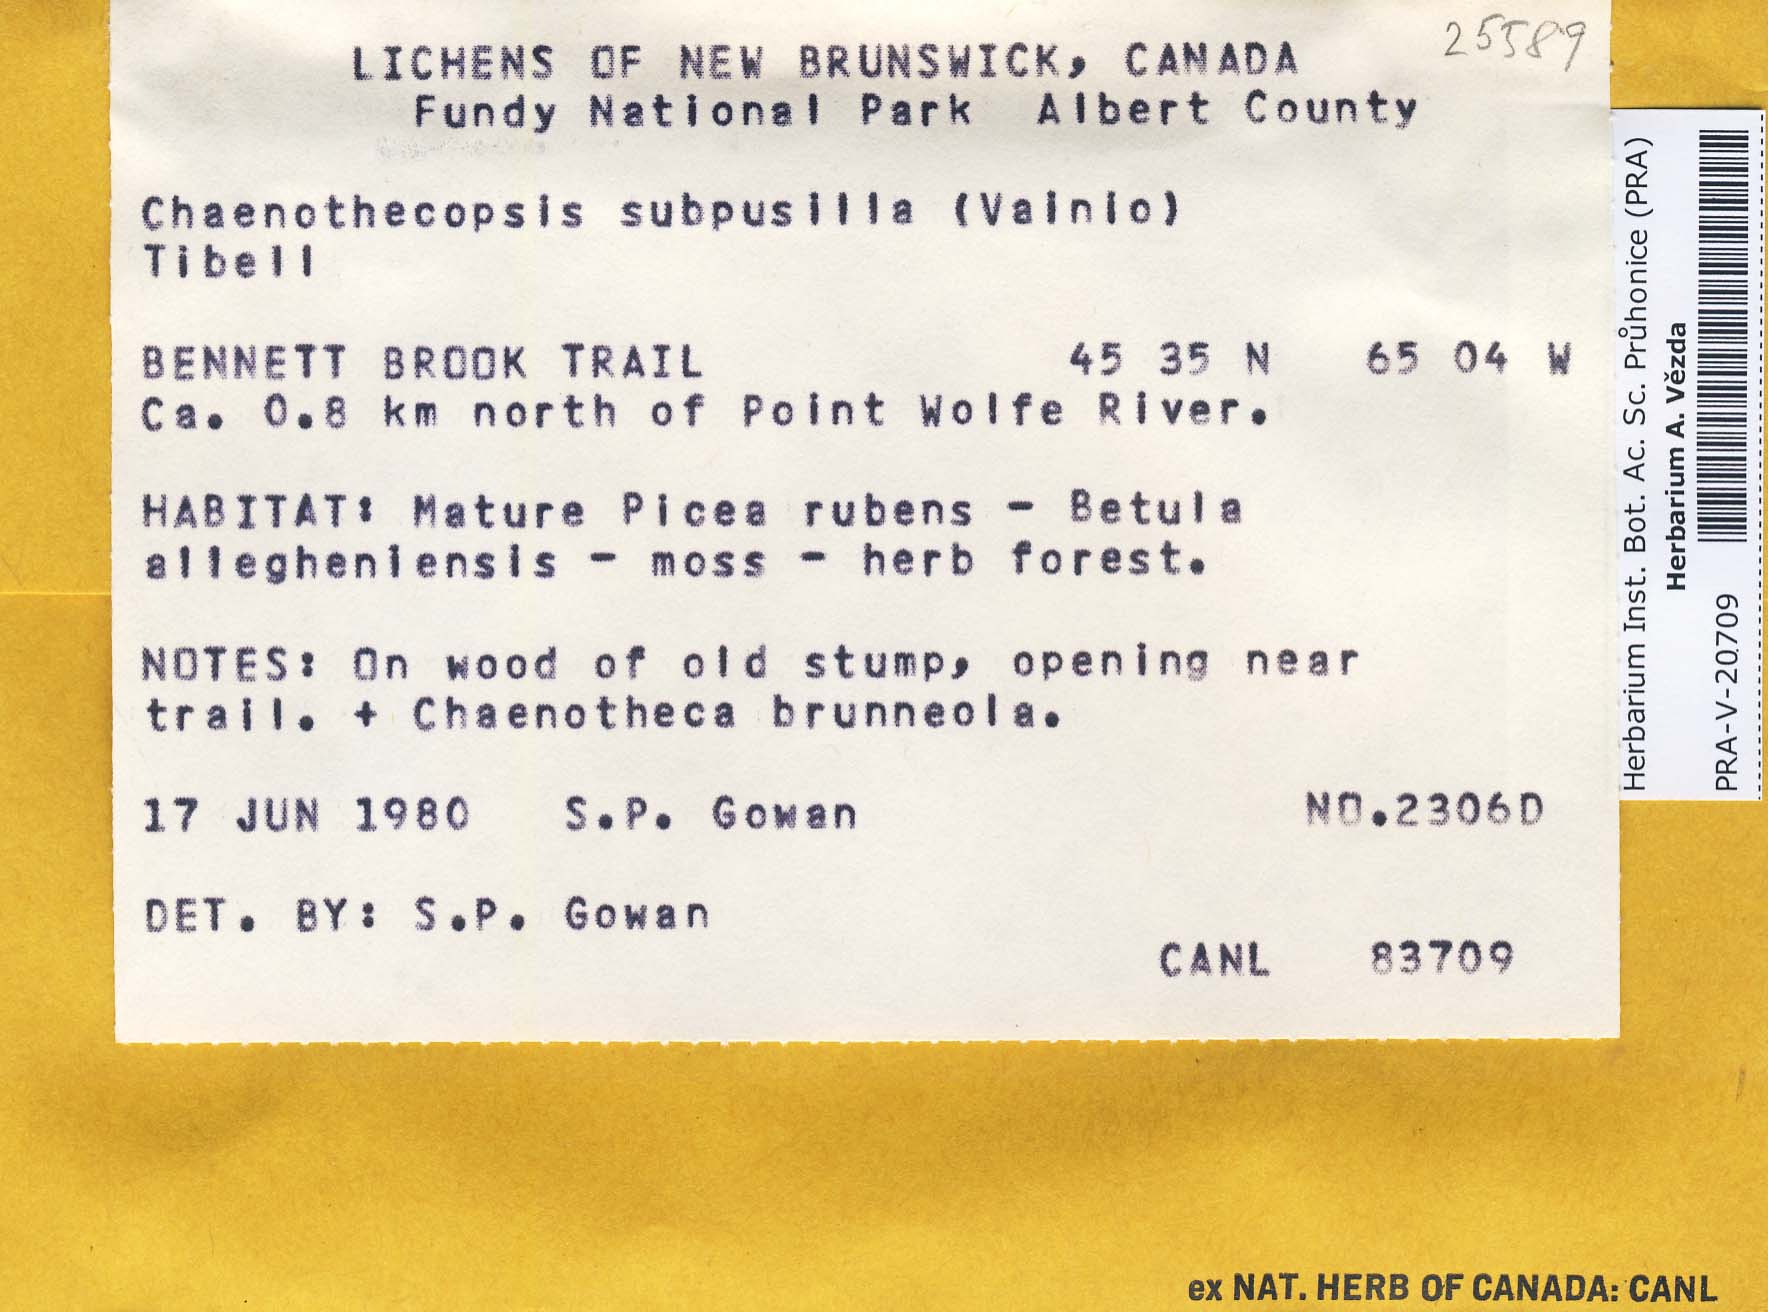 25589
LICHENS OF NEW BRUNSWICK, CANADA
Fundy National Park Albert County
Chaenothecopsis subpusilla (Vainio)
Tibell
BENNETT BROOK TRAIL 45 35 N 65 04 W
Ca. 0.8 km north of Point Wolfe River.
HABITAT: Mature Picea rubens - Betula
allegheniensis - moss - herb forest.
NOTES: On wood of old stump, opening near
trail. + Chaenotheca brunneola.
17 JUN 1980 S.P. Gowan NO.2306D
DET. BY: S.P. Gowan
CANL 83709
Herbarium Inst. Bot. Ac. Sc. Průhonice (PRA)
Herbarium A. Vězda
PRA-V-20709
ex NAT. HERB OF CANADA: CANL